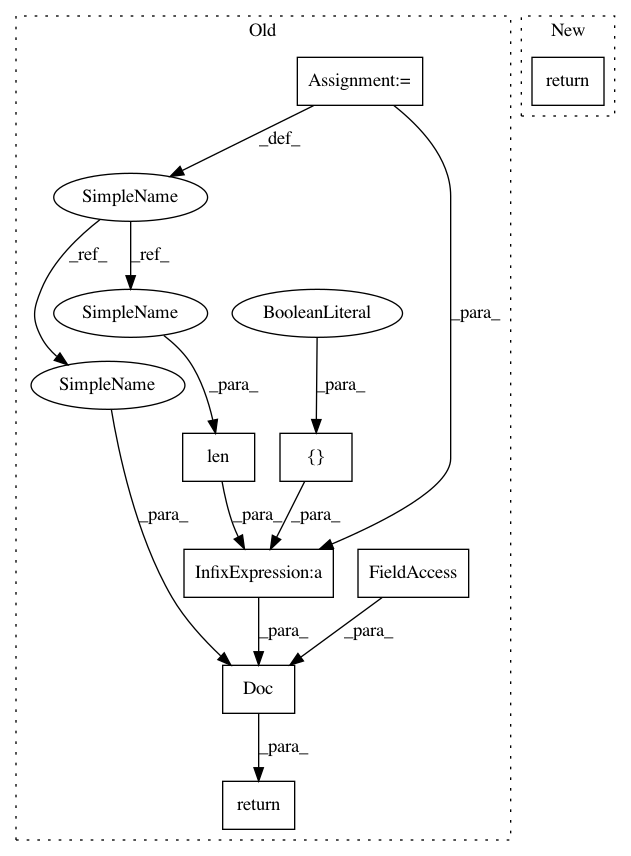 Old
New
Assignment:=
return
_def_
SimpleName
_ref_
_ref_
SimpleName
BooleanLiteral
_para_
SimpleName
_para_
_para_
len
{}
_para_
_para_
_para_
InfixExpression:a
FieldAccess
_para_
_para_
Doc
_para_
return